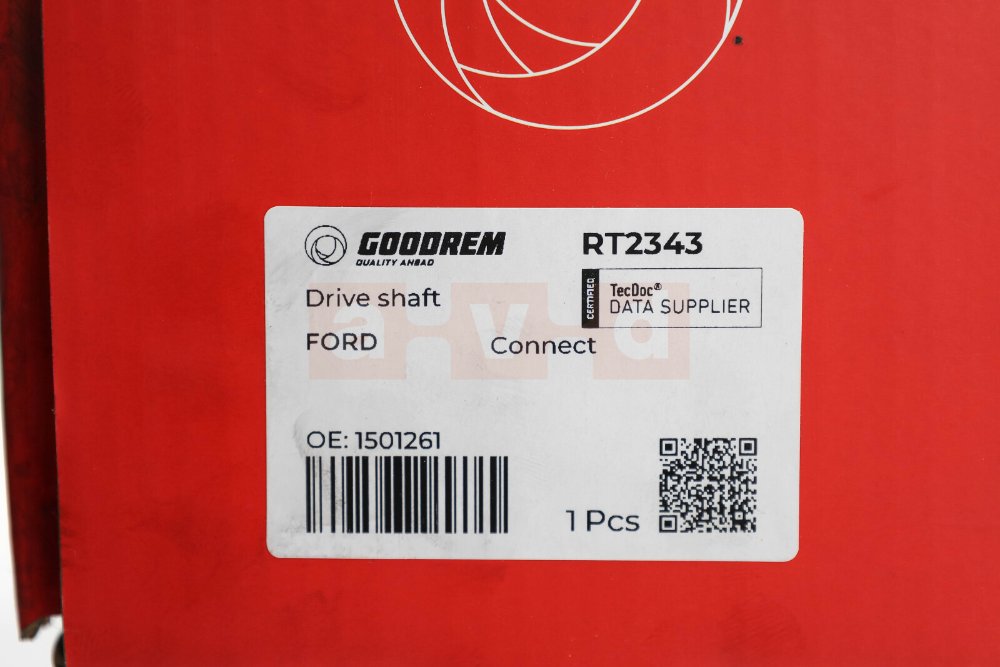 GOODREM
QUALITY AHEAD
RT2343
CERTIFIED
TecDoc®
DATA SUPPLIER
Drive shaft
FORD
Connect
a·v·d
OE: 1501261
1 Pcs